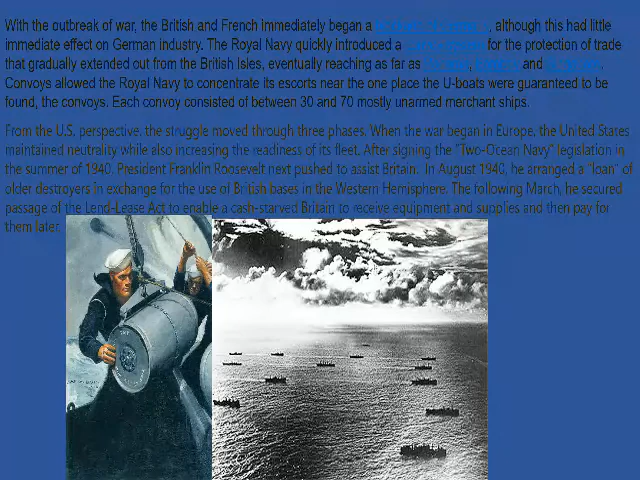 With the outbreak of war, the British and French immediately began a , although this had little
immediate effect on German industry. The Royal Navy quickly introduced a for the protection of trade
that gradually extended out from the British Isles, eventually reaching as far as , and .
Convoys allowed the Royal Navy to concentrate its escorts near the one place the U-boats were guaranteed to be
found, the convoys. Each convoy consisted of between 30 and 70 mostly unarmed merchant ships.
From the U.S. perspective, the struggle moved through three phases. When the war began in Europe, the United States
maintained neutrality while also increasing the readiness of its fleet. After signing the "Two-Ocean Navy" legislation in
the summer of 1940, President Franklin Roosevelt next pushed to assist Britain. In August 1940, he arranged a "loan" of
older destroyers in exchange for the use of British bases in the Western Hemisphere. The following March, he secured
passage of the Lend-Lease Act to enable a cash-starved Britain to receive equipment and supplies and then pay for
them later.